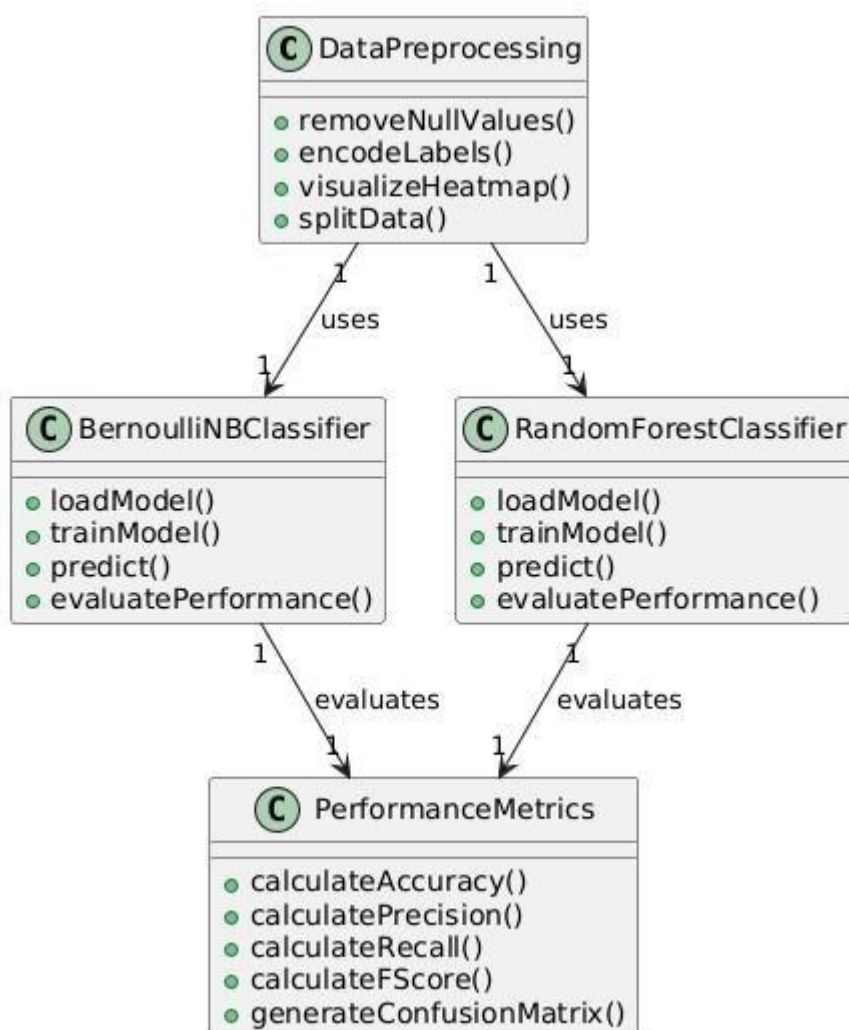 C DataPreprocessing
removeNullValues()
encodeLabels()
visualizeHeatmap()
splitData()
1 1
uses uses
1 1
C BernoulliNBClassifier C RandomForestClassifier
loadModel() loadModel()
trainModel() trainModel()
predict() predict()
evaluatePerformance() evaluatePerformance()
1 1
evaluates evaluates
1 1
C PerformanceMetrics
calculateAccuracy()
calculatePrecision()
calculateRecall()
calculateFScore()
generateConfusionMatrix()